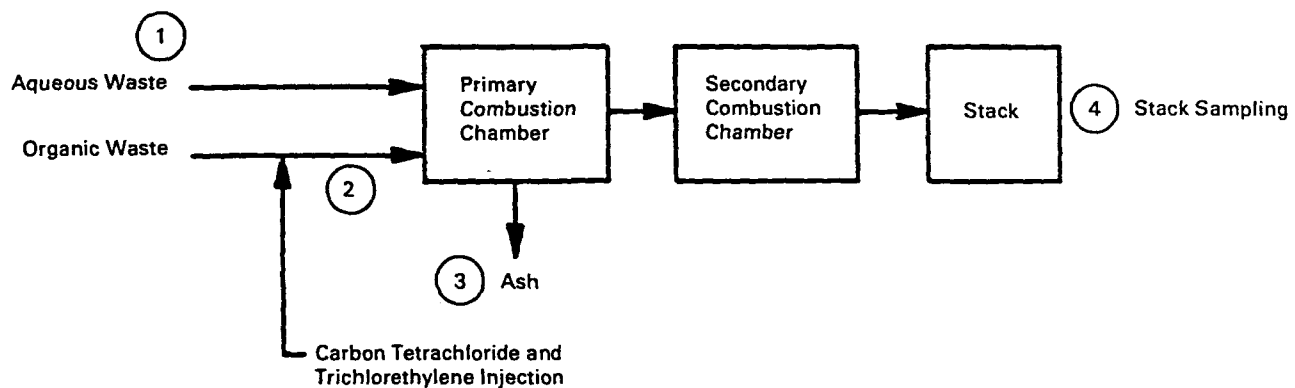 1
Aqueous Waste
Organic Waste
2
Primary
Combustion
Chamber
Secondary
Combustion
Chamber
Stack
4
Stack Sampling
3
Ash
Carbon Tetrachloride and
Trichlorethylene Injection